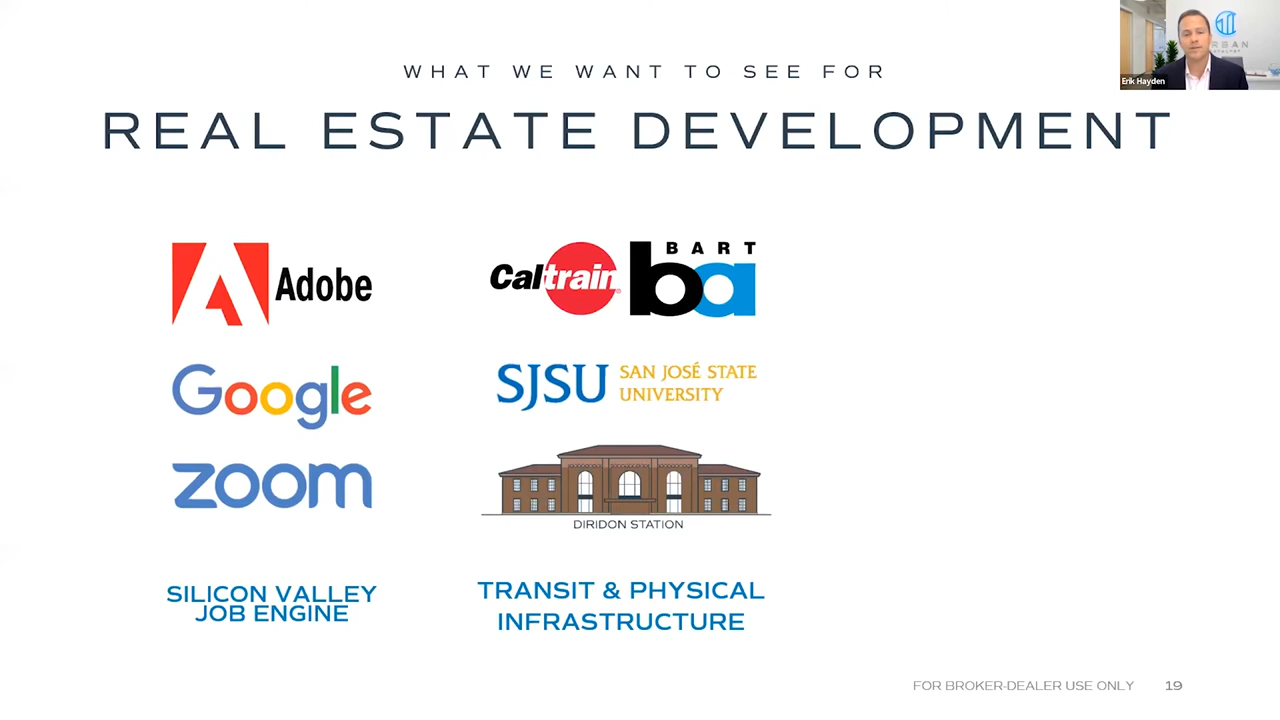 WHAT WE WANT TO SEE FOR
REAL ESTATE DEVELOPMENT
Erik Hayden
Adobe
Google
zoom
SILICON VALLEY
JOB ENGINE
Caltrain
BART
ba
SJSU
SAN JOSÉ STATE
UNIVERSITY
DIRIDON STATION
TRANSIT & PHYSICAL
INFRASTRUCTURE
FOR BROKER-DEALER USE ONLY
19